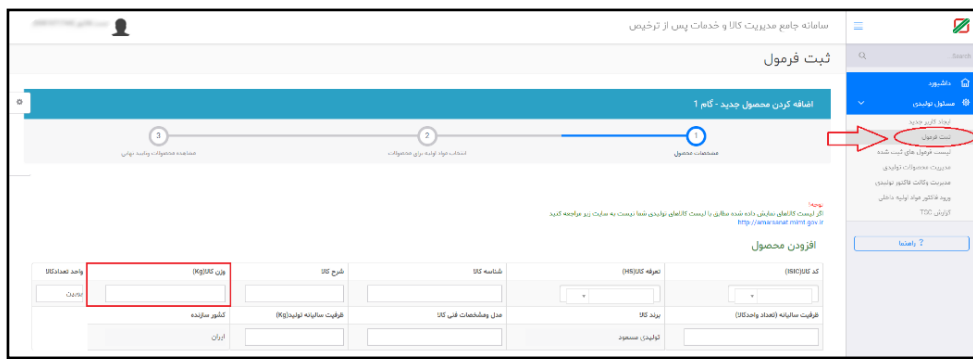 سامانه جامع مدیریت کالا و خدمات پس از ترخیص
Search...
ثبت فرمول
داشبورد
مسئول تولیدی
ایجاد کاربر جدید
ثبت فرمول
لیست فرمول های ثبت شده
مدیریت محصولات تولیدی
مدیریت وکالت فاکتور تولیدی
ورود فاکتور مواد اولیه داخلی
گزارش TSC
راهنما ?
اضافه کردن محصول جدید - گام 1
1
2
3
مشخصات محصول
انتخاب مواد اولیه برای محصولات
مشاهده محصولات وتایید نهایی
توجه!
اگر لیست کالاهای نمایش داده شده مطابق با لیست کالاهای تولیدی شما نیست به سایت زیر مراجعه کنید
http://amarsanat.mimt.gov.ir
افزودن محصول
کد کالا(ISIC)
تعرفه کالا(HS)
شناسه کالا
شرح کالا
وزن کالا(Kg)
واحد تعدادکالا
ظرفیت سالیانه (تعداد واحدکالا)
برند کالا
مدل ومشخصات فنی کالا
ظرفیت سالیانه تولید(Kg)
کشور سازنده
تولیدی مسعود
ایران